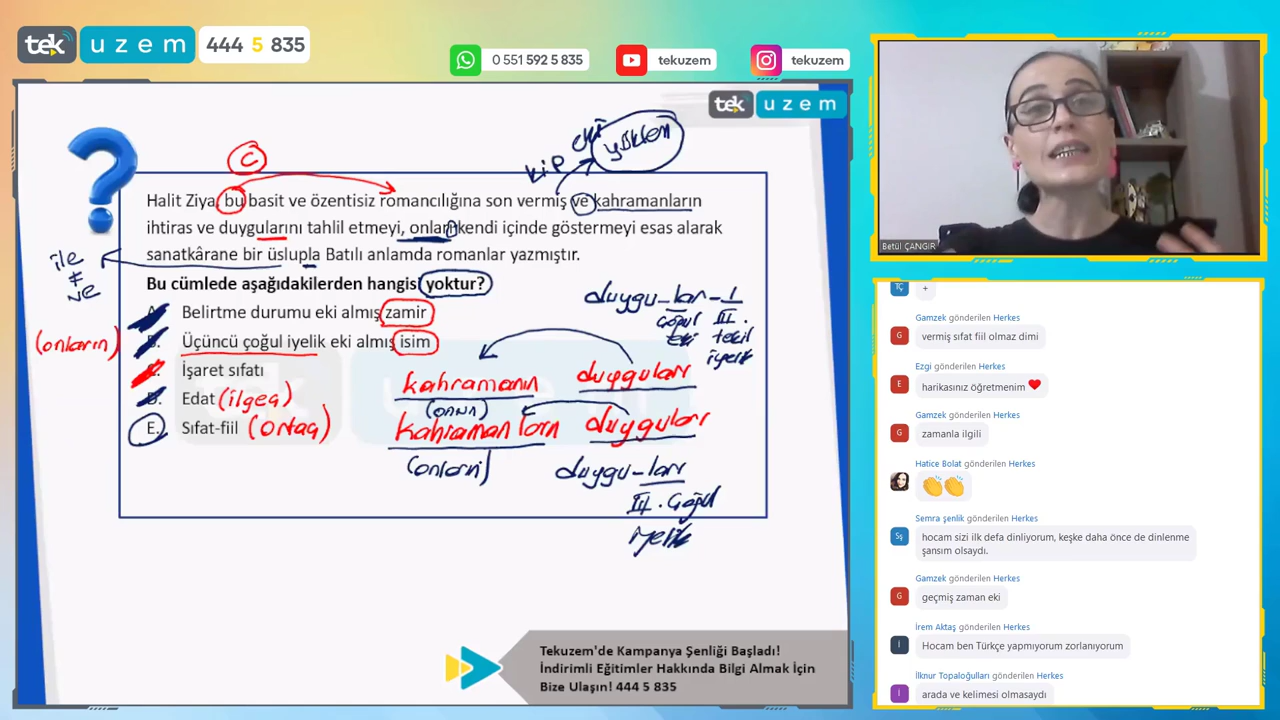 tek uzem 444 5 835
0 551 592 5 835
tekuzem
tekuzem
tek uzem
kip eki yüklem
C
Halit Ziya, bu basit ve özentisiz romancılığına son vermiş ve kahramanların
ihtiras ve duygularını tahlil etmeyi, onları kendi içinde göstermeyi esas alarak
sanatkârane bir üslupla Batılı anlamda romanlar yazmıştır.
ile
≠
ve
Bu cümlede aşağıdakilerden hangisi yoktur?
A. Belirtme durumu eki almış zamir
(onların) B. Üçüncü çoğul iyelik eki almış isim
C. İşaret sıfatı
D. Edat (ilgeç)
E. Sıfat-fiil (ortaç)
duygu-lar-ı
çoğul eki
III. tekil iyelik
kahramanın duyguları
(onun)
kahramanların duyguları
(onların) duygu-ları
III. çoğul
iyelik
Tekuzem'de Kampanya Şenliği Başladı!
İndirimli Eğitimler Hakkında Bilgi Almak İçin
Bize Ulaşın! 444 5 835
Betül ÇANGIR
TÇ
+
Gamzek gönderilen Herkes
G vermiş sıfat fiil olmaz dimi
Ezgi gönderilen Herkes
E harikasınız öğretmenim ❤
Gamzek gönderilen Herkes
G zamanla ilgili
Hatice Bolat gönderilen Herkes
👏👏
Semra şenlik gönderilen Herkes
Sş hocam sizi ilk defa dinliyorum, keşke daha önce de dinlenme
şansım olsaydı.
Gamzek gönderilen Herkes
G geçmiş zaman eki
İrem Aktaş gönderilen Herkes
İ Hocam ben Türkçe yapmıyorum zorlanıyorum
İlknur Topaloğulları gönderilen Herkes
İ arada ve kelimesi olmasaydı